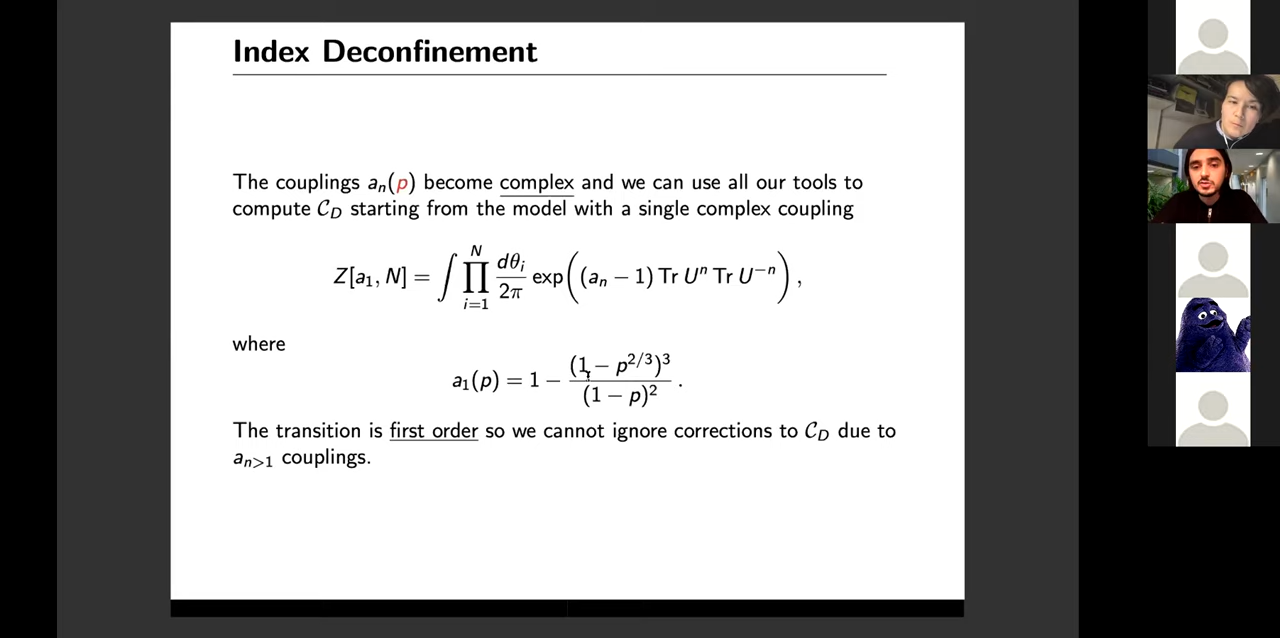 Index Deconfinement
The couplings aₙ(p) become complex and we can use all our tools to
compute 𝒞_D starting from the model with a single complex coupling
Z[a₁, N] = ∫ ∏_{i=1}^{N} dθᵢ/2π exp((aₙ − 1) Tr Uⁿ Tr U⁻ⁿ) ,
where
a₁(p) = 1 − (1 − p^{2/3})³/(1 − p)² .
The transition is first order so we cannot ignore corrections to 𝒞_D due to
a_{n>1} couplings.